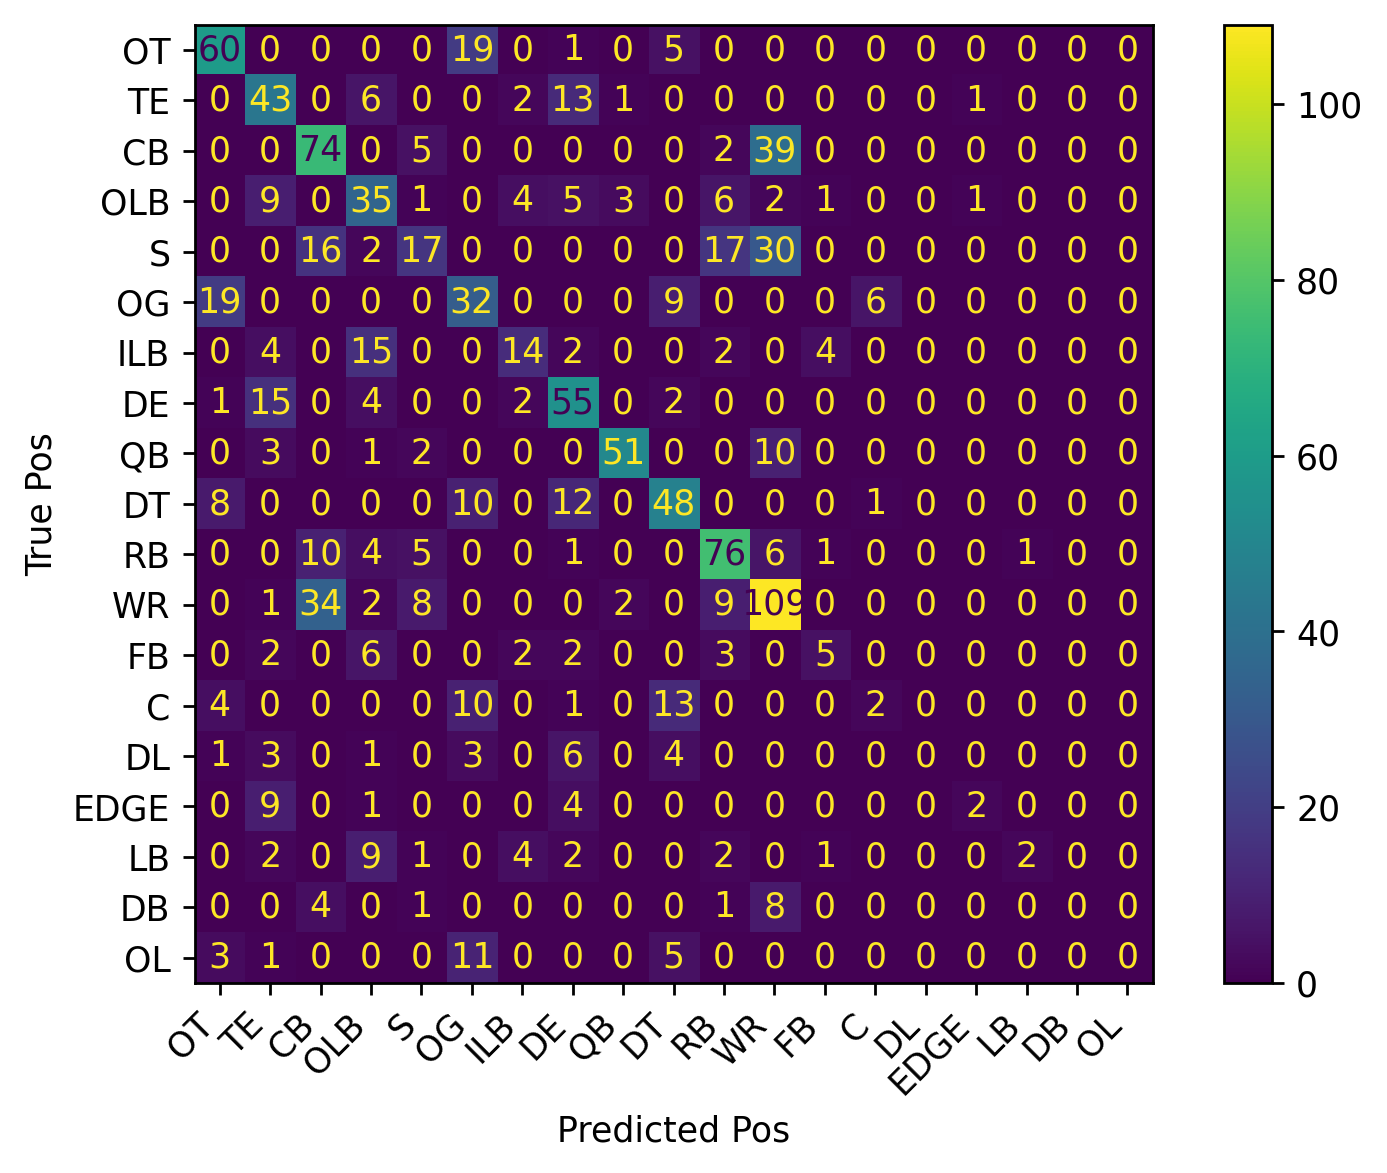 OT 60 0 0 0 0 19 0 1 0 5 0 0 0 0 0 0 0 0 0
TE 0 43 0 6 0 0 2 13 1 0 0 0 0 0 0 1 0 0 0
100
CB 0 0 74 0 5 0 0 0 0 0 2 39 0 0 0 0 0 0 0
OLB 0 9 0 35 1 0 4 5 3 0 6 2 1 0 0 1 0 0 0
S 0 0 16 2 17 0 0 0 0 0 17 30 0 0 0 0 0 0 0
80
OG 19 0 0 0 0 32 0 0 0 9 0 0 0 6 0 0 0 0 0
ILB 0 4 0 15 0 0 14 2 0 0 2 0 4 0 0 0 0 0 0
DE 1 15 0 4 0 0 2 55 0 2 0 0 0 0 0 0 0 0 0
QB 0 3 0 1 2 0 0 0 51 0 0 10 0 0 0 0 0 0 0
60
DT 8 0 0 0 0 10 0 12 0 48 0 0 0 1 0 0 0 0 0
True Pos
RB 0 0 10 4 5 0 0 1 0 0 76 6 1 0 0 0 1 0 0
WR 0 1 34 2 8 0 0 0 2 0 9 109 0 0 0 0 0 0 0
40
FB 0 2 0 6 0 0 2 2 0 0 3 0 5 0 0 0 0 0 0
C 4 0 0 0 0 10 0 1 0 13 0 0 0 2 0 0 0 0 0
DL 1 3 0 1 0 3 0 6 0 4 0 0 0 0 0 0 0 0 0
EDGE 0 9 0 1 0 0 0 4 0 0 0 0 0 0 0 2 0 0 0
20
LB 0 2 0 9 1 0 4 2 0 0 2 0 1 0 0 0 2 0 0
DB 0 0 4 0 1 0 0 0 0 0 1 8 0 0 0 0 0 0 0
OL 3 1 0 0 0 11 0 0 0 5 0 0 0 0 0 0 0 0 0
0
OT TE CB OLB S OG ILB DE QB DT RB WR FB C DL EDGE LB DB OL
Predicted Pos